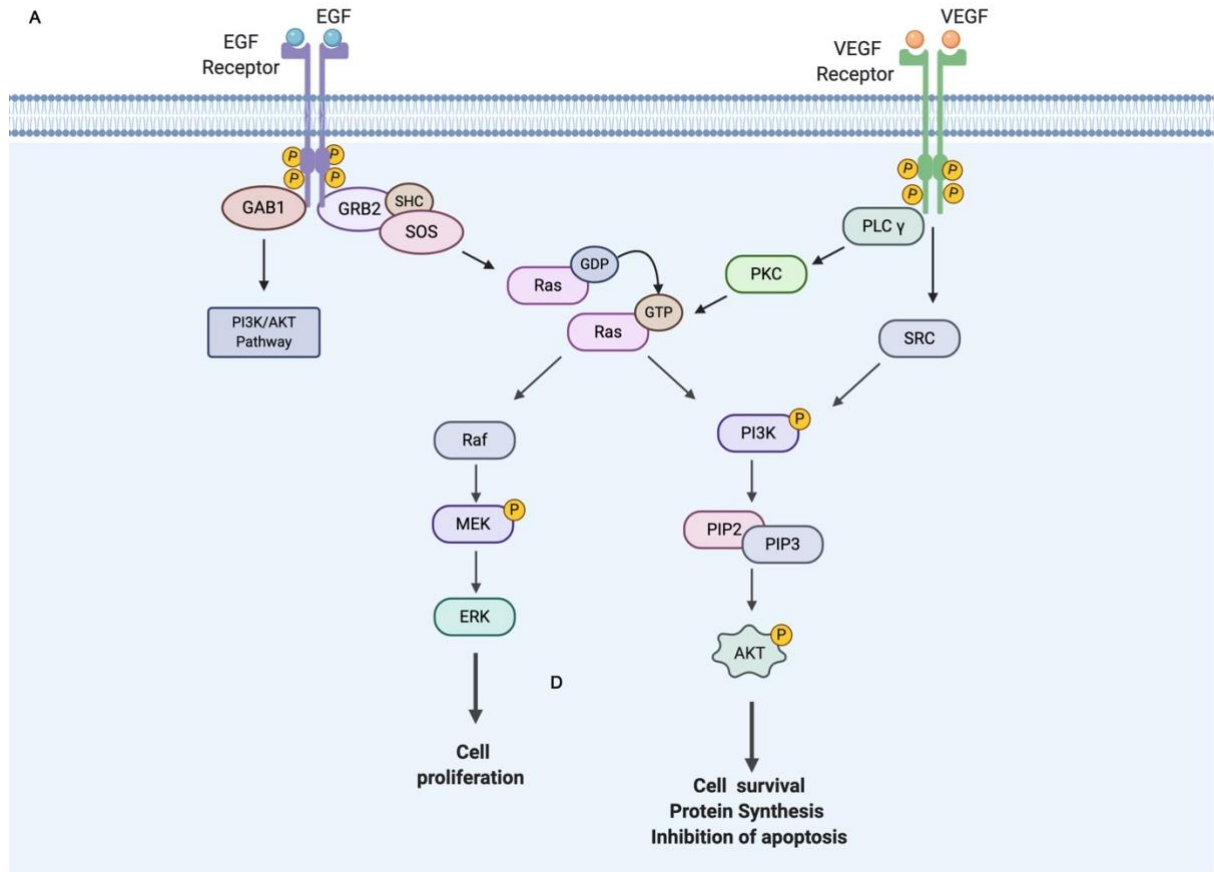 A
EGF
EGF
Receptor
VEGF
VEGF
Receptor
P
P
P
P
P
P
P
P
GAB1
GRB2
SHC
SOS
PLC γ
PI3K/AKT
Pathway
Ras
GDP
PKC
Ras
GTP
SRC
Raf
PI3K
P
MEK
P
PIP2
PIP3
ERK
AKT
P
D
Cell
proliferation
Cell survival
Protein Synthesis
Inhibition of apoptosis